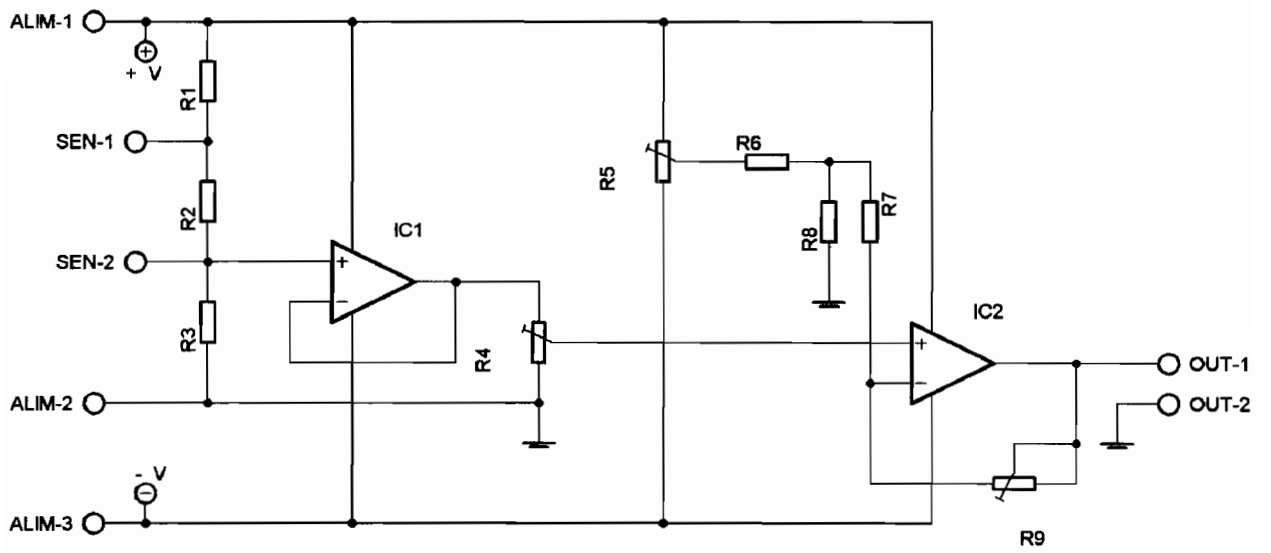 ALIM-1
+ V
R1
SEN-1
R2
SEN-2
R3
IC1
+
−
R4
ALIM-2
- V
ALIM-3
R5
R6
R7
R8
IC2
+
−
OUT-1
OUT-2
R9